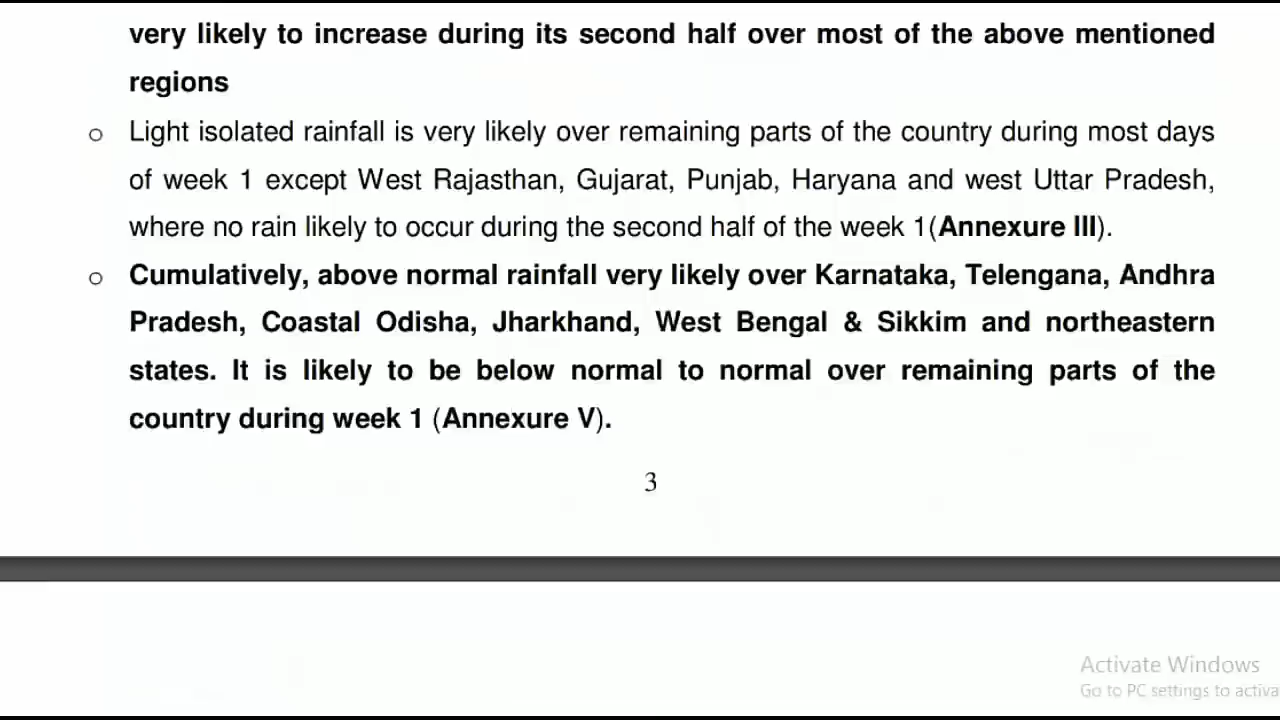 very likely to increase during its second half over most of the above mentioned
regions
o Light isolated rainfall is very likely over remaining parts of the country during most days
of week 1 except West Rajasthan, Gujarat, Punjab, Haryana and west Uttar Pradesh,
where no rain likely to occur during the second half of the week 1(Annexure III).
o Cumulatively, above normal rainfall very likely over Karnataka, Telengana, Andhra
Pradesh, Coastal Odisha, Jharkhand, West Bengal & Sikkim and northeastern
states. It is likely to be below normal to normal over remaining parts of the
country during week 1 (Annexure V).
3
Activate Windows
Go to PC settings to activa